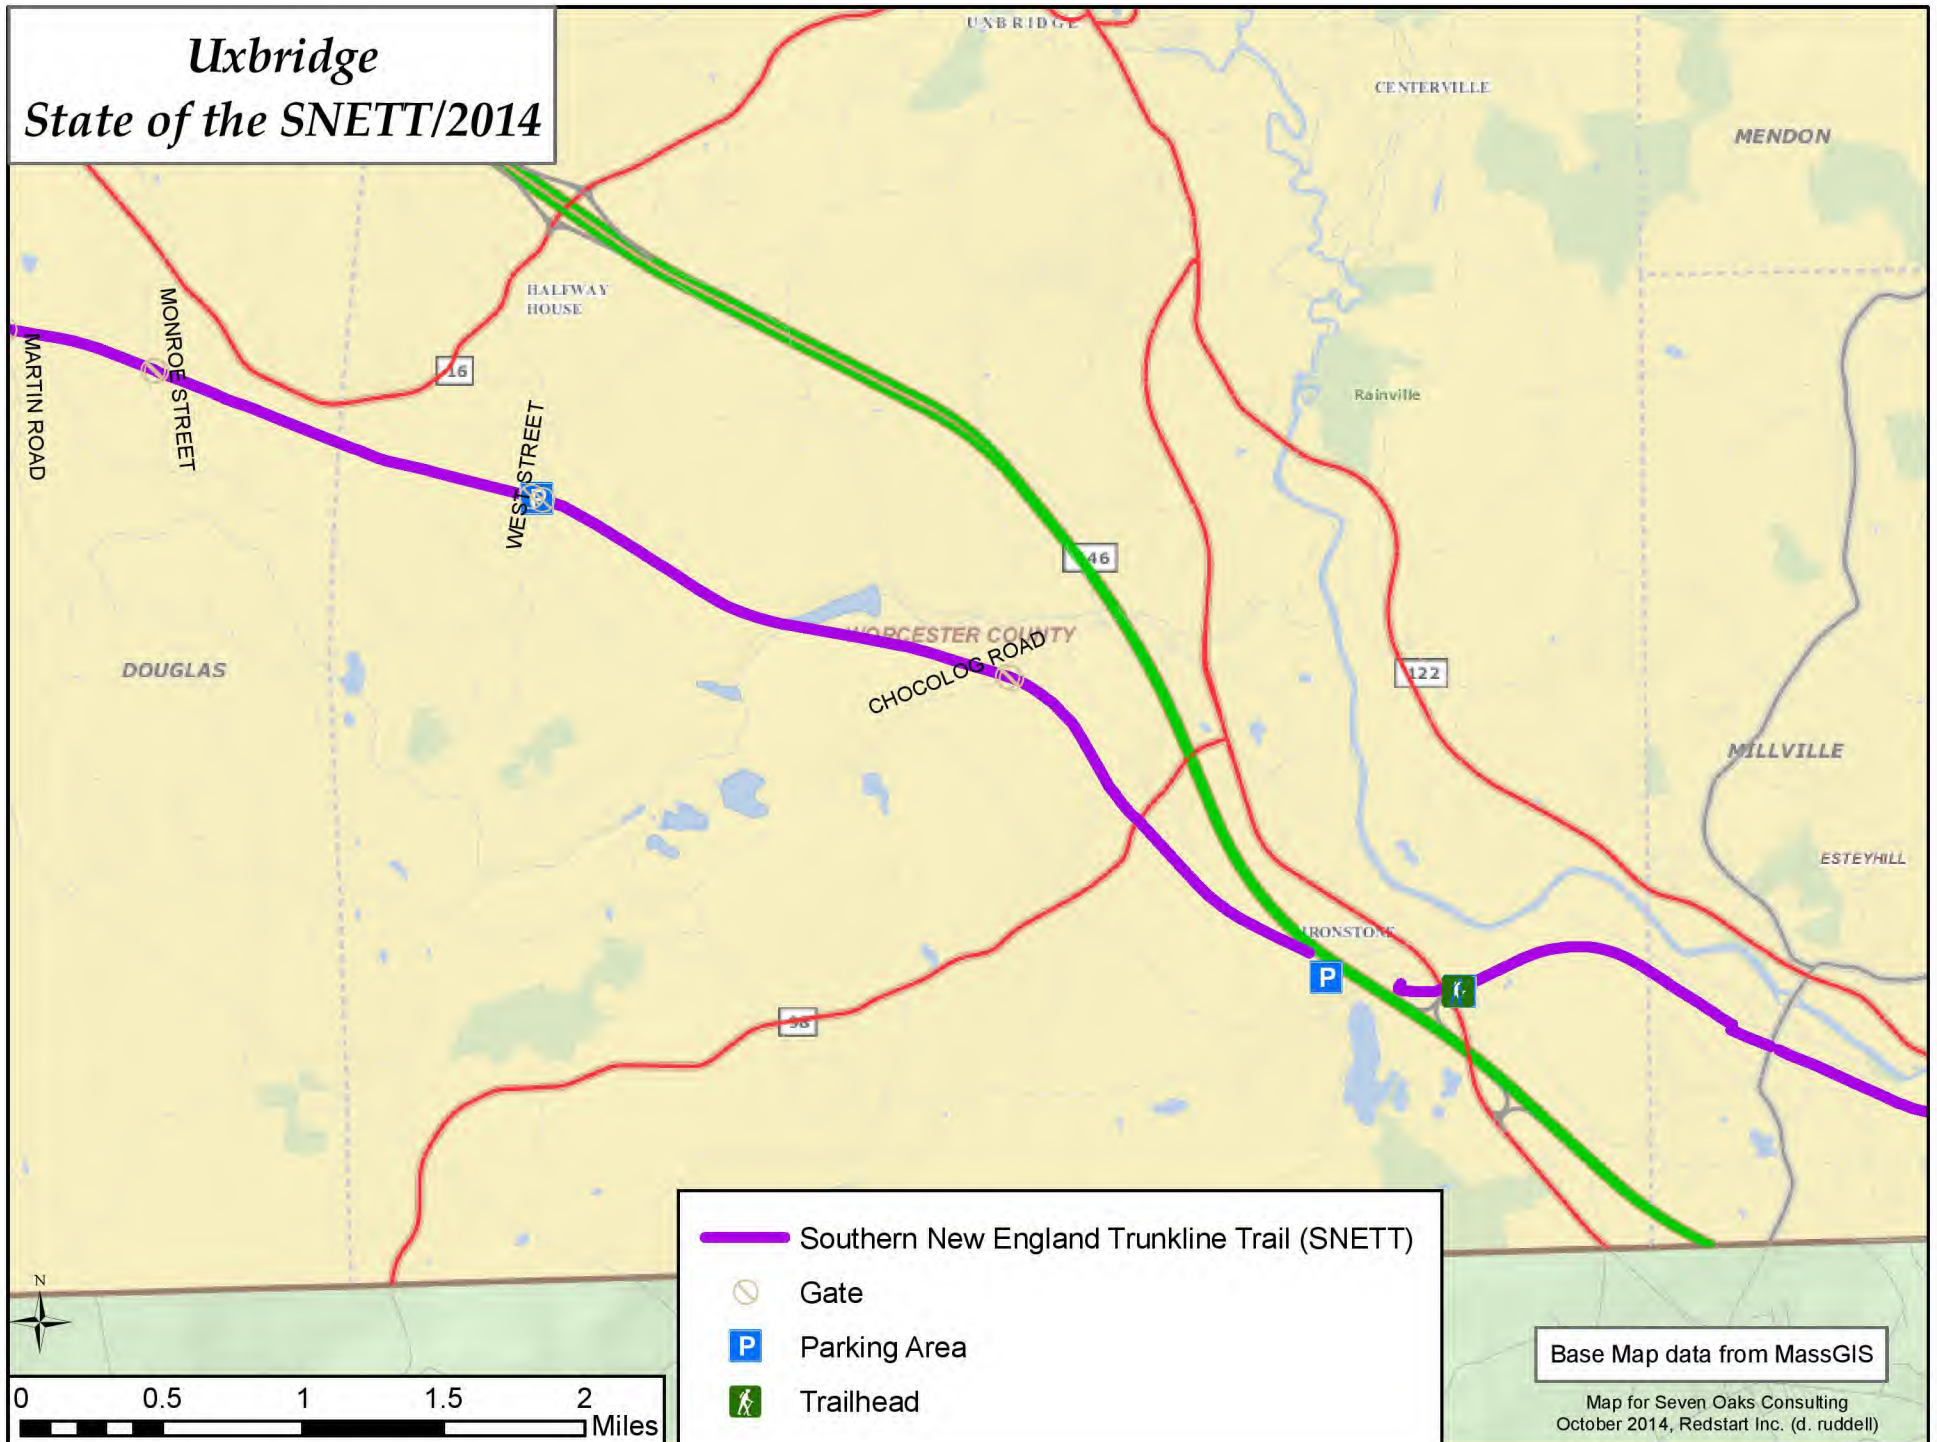 Uxbridge
State of the SNETT/2014
UXBRIDGE
CENTERVILLE
MENDON
HALFWAY
HOUSE
MONROE STREET
MARTIN ROAD
16
WEST STREET
P
Rainville
46
WORCESTER COUNTY
CHOCOLOG ROAD
DOUGLAS
122
MILLVILLE
ESTEYHILL
IRONSTONE
P
98
Southern New England Trunkline Trail (SNETT)
Gate
P Parking Area
Trailhead
N
0 0.5 1 1.5 2
Miles
Base Map data from MassGIS
Map for Seven Oaks Consulting
October 2014, Redstart Inc. (d. ruddell)